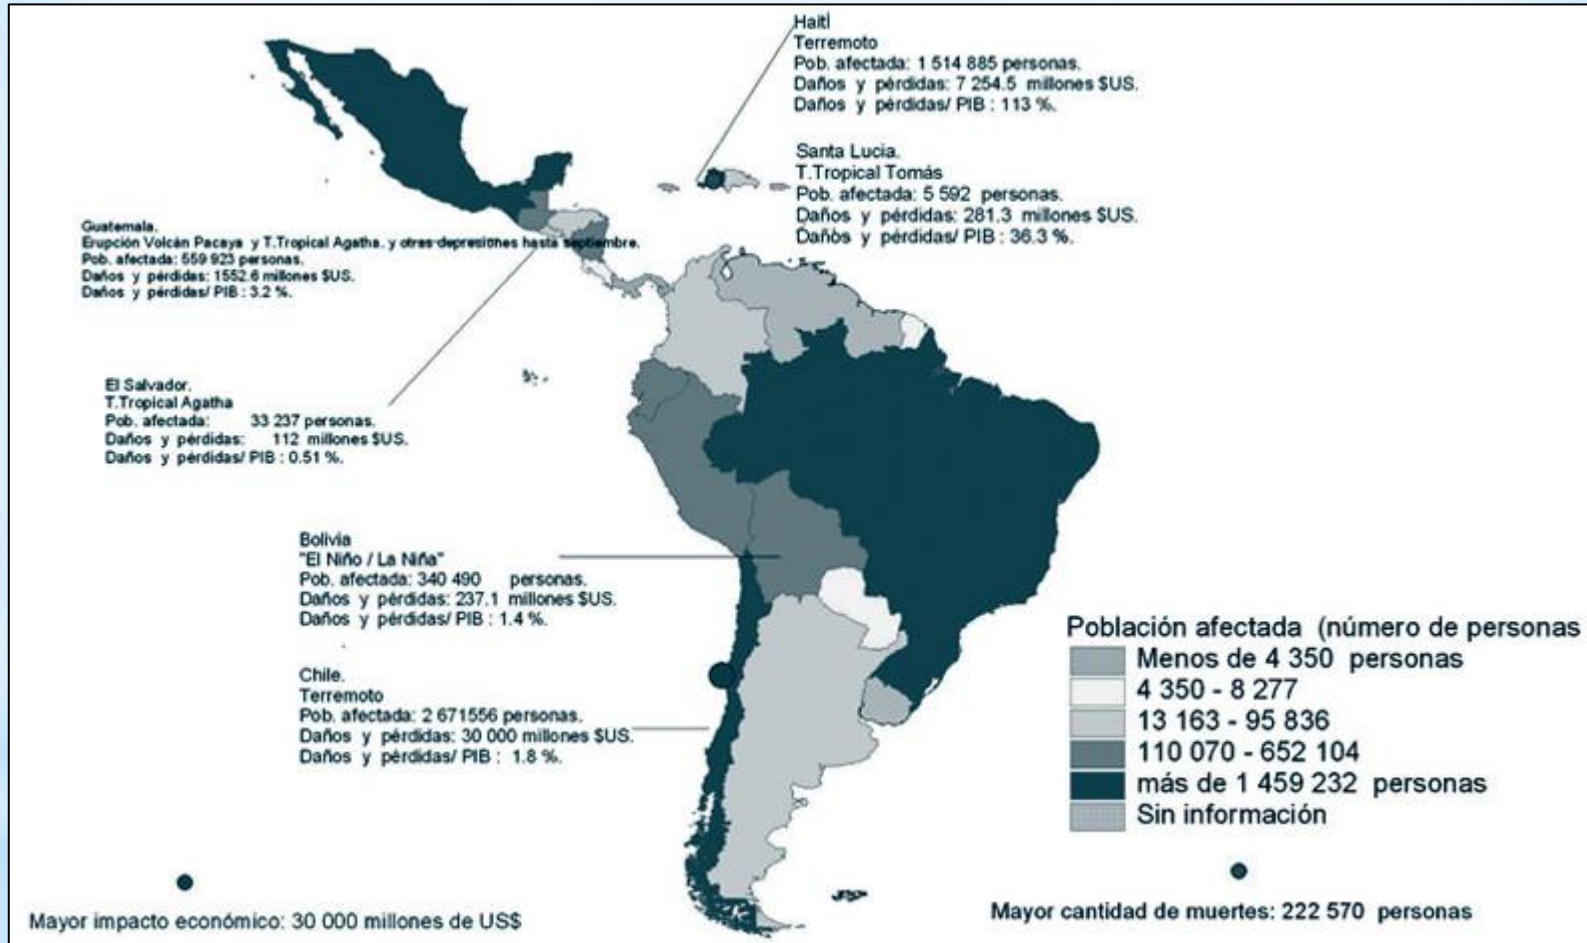 Haití
Terremoto
Pob. afectada: 1 514 885 personas.
Daños y pérdidas: 7 254.5 millones $US.
Daños y pérdidas/ PIB : 113 %.
Santa Lucia.
T.Tropical Tomás
Pob. afectada: 5 592 personas.
Daños y pérdidas: 281.3 millones $US.
Daños y pérdidas/ PIB : 36.3 %.
Guatemala.
Erupción Volcán Pacaya y T.Tropical Agatha. y otras depresiones hasta septiembre.
Pob. afectada: 559 923 personas.
Daños y pérdidas: 1552.6 millones $US.
Daños y pérdidas/ PIB : 3.2 %.
El Salvador.
T.Tropical Agatha
Pob. afectada: 33 237 personas.
Daños y pérdidas: 112 millones $US.
Daños y pérdidas/ PIB : 0.51 %.
Bolivia
"El Niño / La Niña"
Pob. afectada: 340 490 personas.
Daños y pérdidas: 237.1 millones $US.
Daños y pérdidas/ PIB : 1.4 %.
Chile.
Terremoto
Pob. afectada: 2 671556 personas.
Daños y pérdidas: 30 000 millones $US.
Daños y pérdidas/ PIB : 1.8 %.
Población afectada (número de personas
Menos de 4 350 personas
4 350 - 8 277
13 163 - 95 836
110 070 - 652 104
más de 1 459 232 personas
Sin información
Mayor impacto económico: 30 000 millones de US$
Mayor cantidad de muertes: 222 570 personas